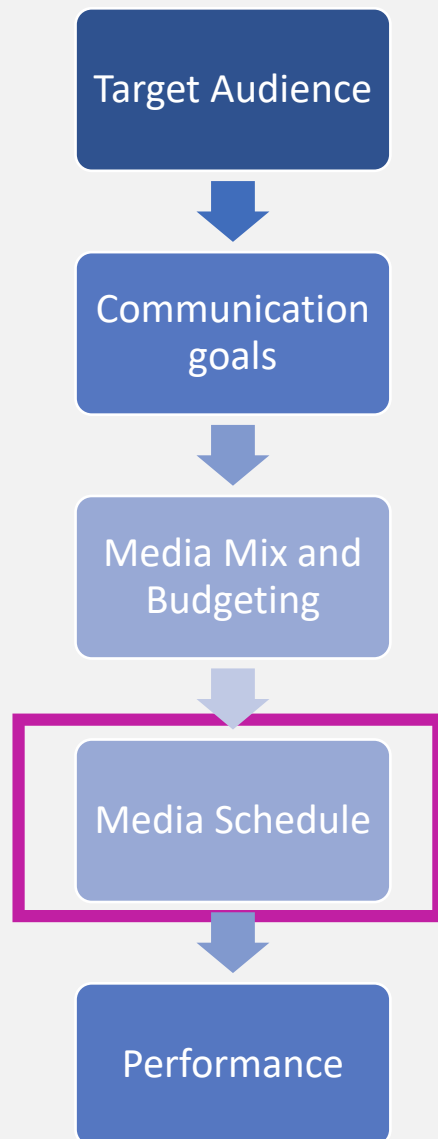 Target Audience
Communication
goals
Media Mix and
Budgeting
Media Schedule
Performance